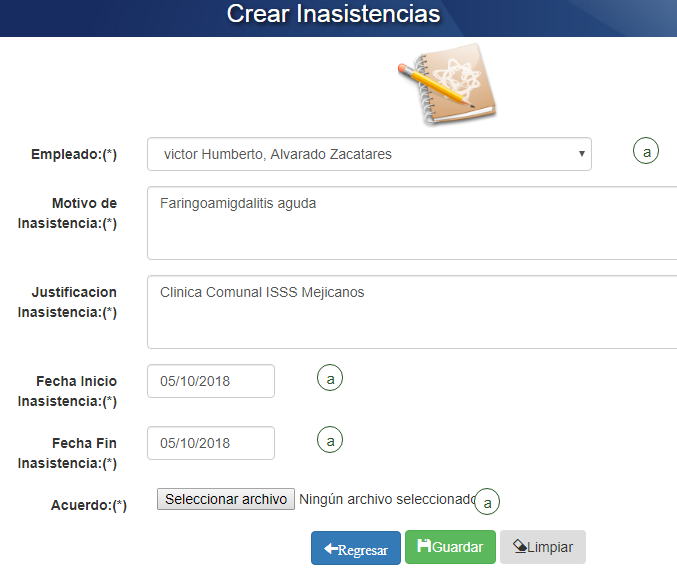 Crear Inasistencias
Empleado:(*)
victor Humberto, Alvarado Zacatares
a
Motivo de
Inasistencia:(*)
Faringoamigdalitis aguda
Justificacion
Inasistencia:(*)
Clinica Comunal ISSS Mejicanos
Fecha Inicio
Inasistencia:(*)
05/10/2018
a
Fecha Fin
Inasistencia:(*)
05/10/2018
a
Acuerdo:(*)
Seleccionar archivo Ningún archivo seleccionado
a
Regresar
Guardar
Limpiar